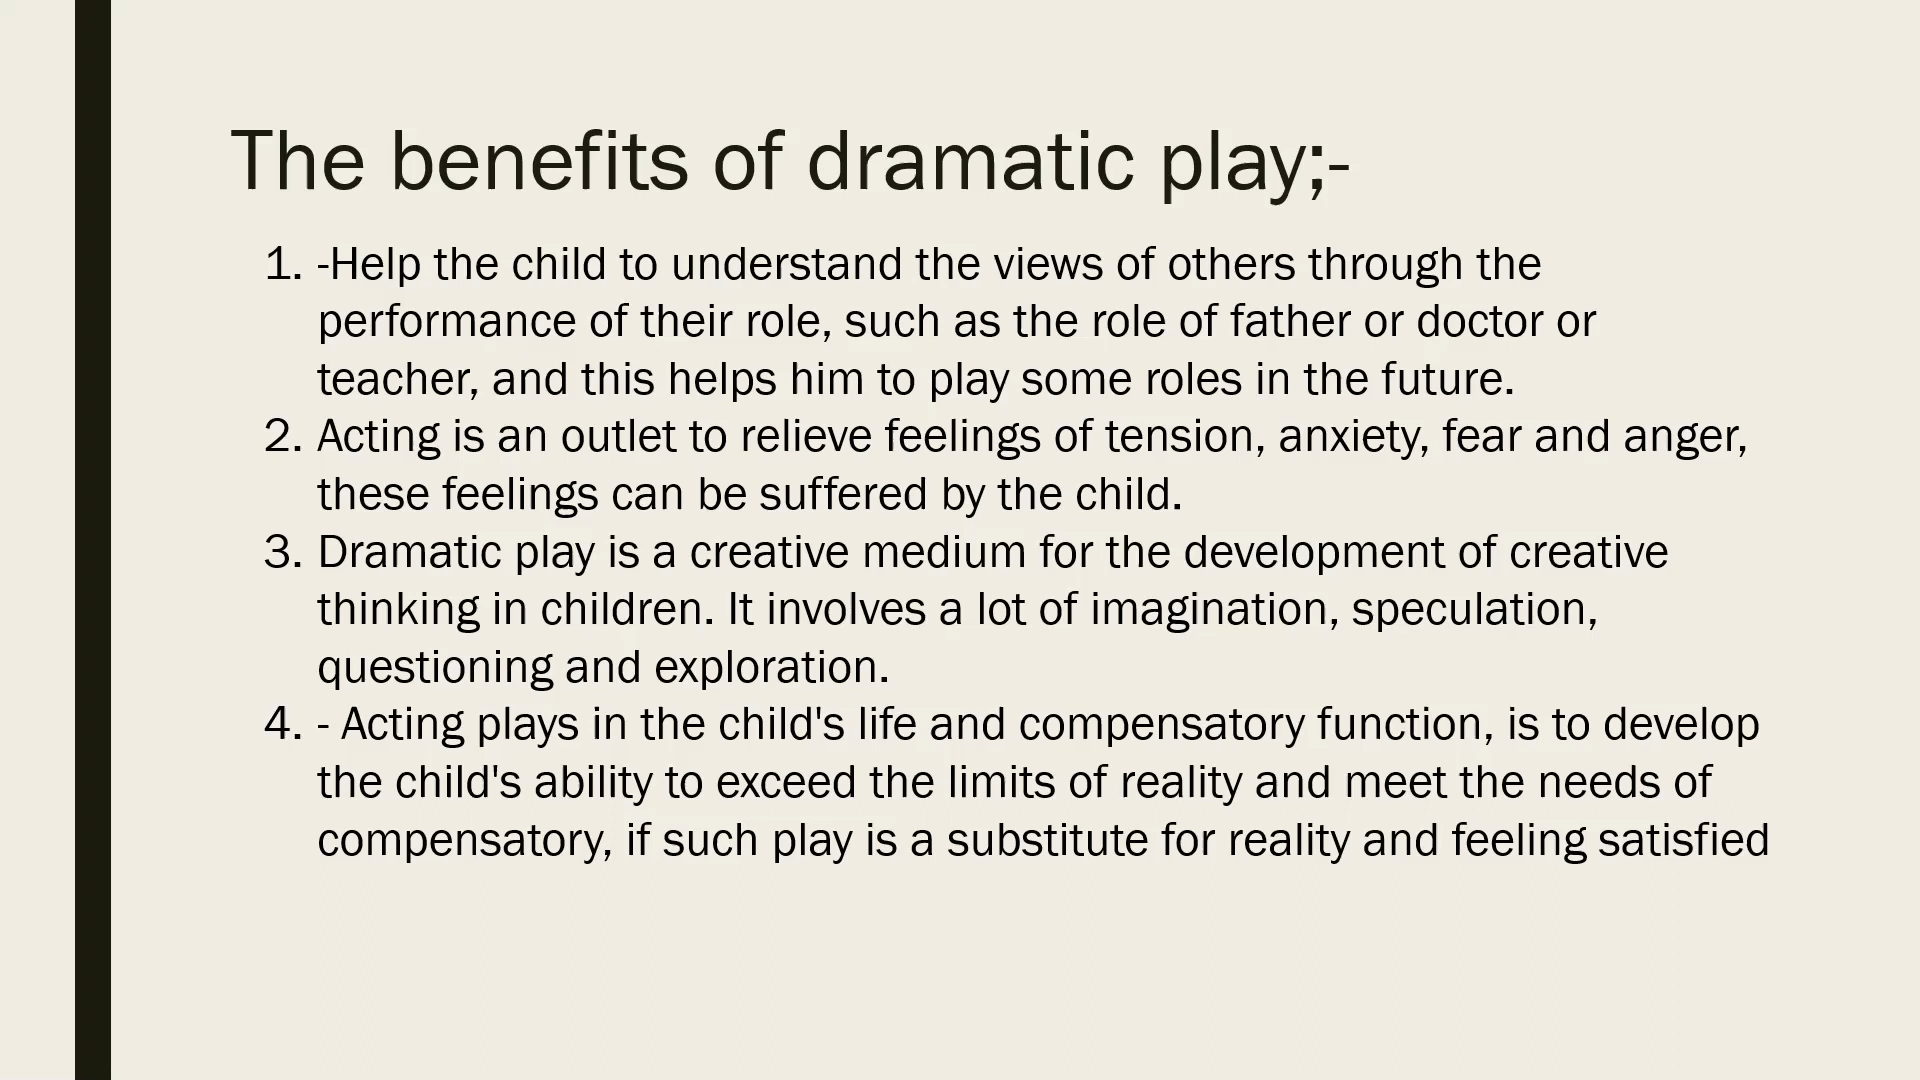 The benefits of dramatic play;-
1. -Help the child to understand the views of others through the
performance of their role, such as the role of father or doctor or
teacher, and this helps him to play some roles in the future.
2. Acting is an outlet to relieve feelings of tension, anxiety, fear and anger,
these feelings can be suffered by the child.
3. Dramatic play is a creative medium for the development of creative
thinking in children. It involves a lot of imagination, speculation,
questioning and exploration.
4. - Acting plays in the child's life and compensatory function, is to develop
the child's ability to exceed the limits of reality and meet the needs of
compensatory, if such play is a substitute for reality and feeling satisfied